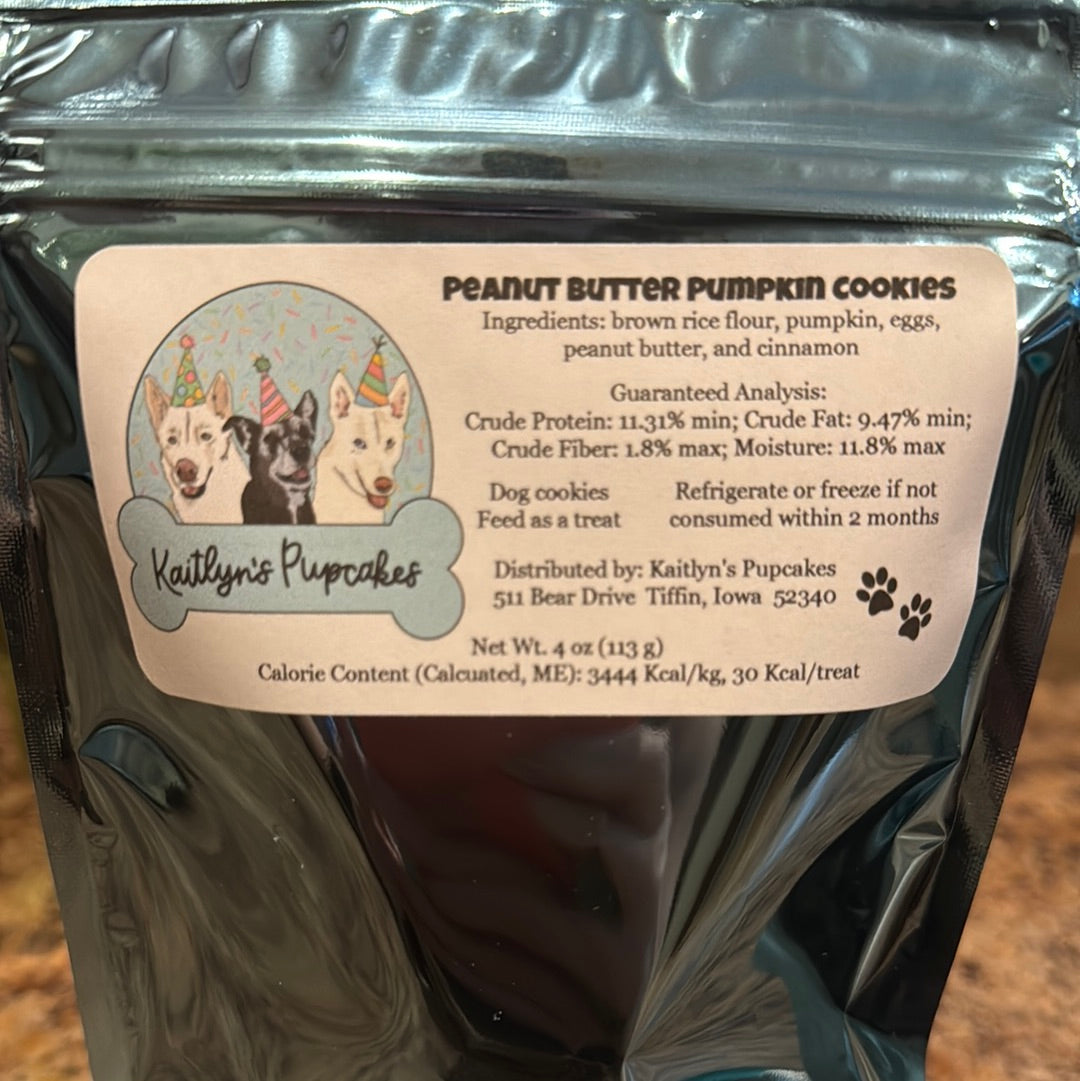 Peanut Butter Pumpkin Cookies
Ingredients: brown rice flour, pumpkin, eggs,
peanut butter, and cinnamon
Guaranteed Analysis:
Crude Protein: 11.31% min; Crude Fat: 9.47% min;
Crude Fiber: 1.8% max; Moisture: 11.8% max
Dog cookies
Feed as a treat
Refrigerate or freeze if not
consumed within 2 months
Kaitlyn's Pupcakes
Distributed by: Kaitlyn's Pupcakes
511 Bear Drive Tiffin, Iowa 52340
Net Wt. 4 oz (113 g)
Calorie Content (Calcuated, ME): 3444 Kcal/kg, 30 Kcal/treat